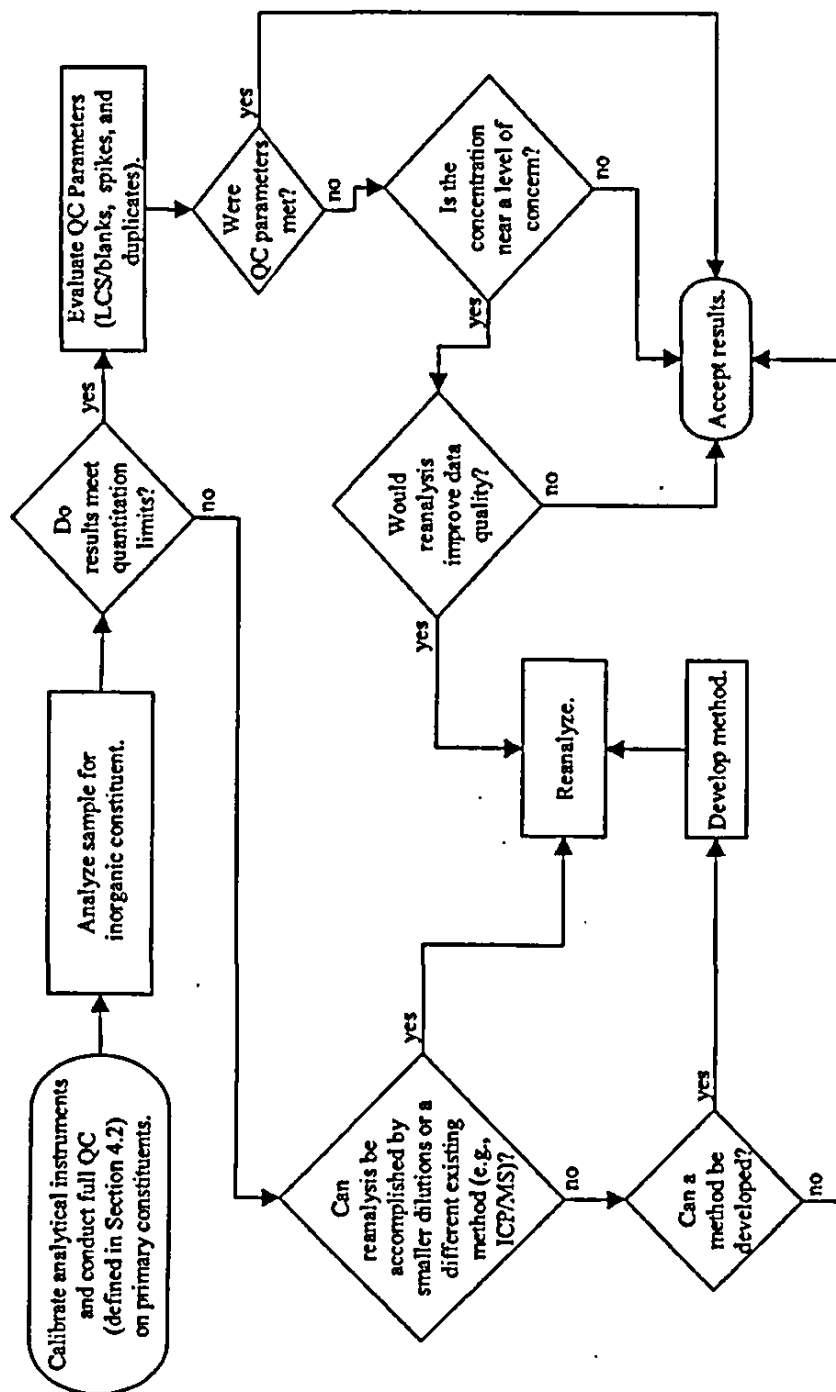 Calibrate analytical instruments
and conduct full QC
(defined in Section 4.2)
on primary constituents.
Analyze sample for
inorganic constituent.
Do
results meet
quantitation
limits?
yes
no
Evaluate QC Parameters
(LCS/blanks, spikes, and
duplicates).
Were
QC parameters
met?
yes
no
Is the
concentration
near a level of
concern?
yes
no
Would
reanalysis
improve data
quality?
yes
no
Can
reanalysis be
accomplished by
smaller dilutions or a
different existing
method (e.g.,
ICP/MS)?
yes
no
Reanalyze.
Can a
method be
developed?
yes
no
Develop method.
Accept results.